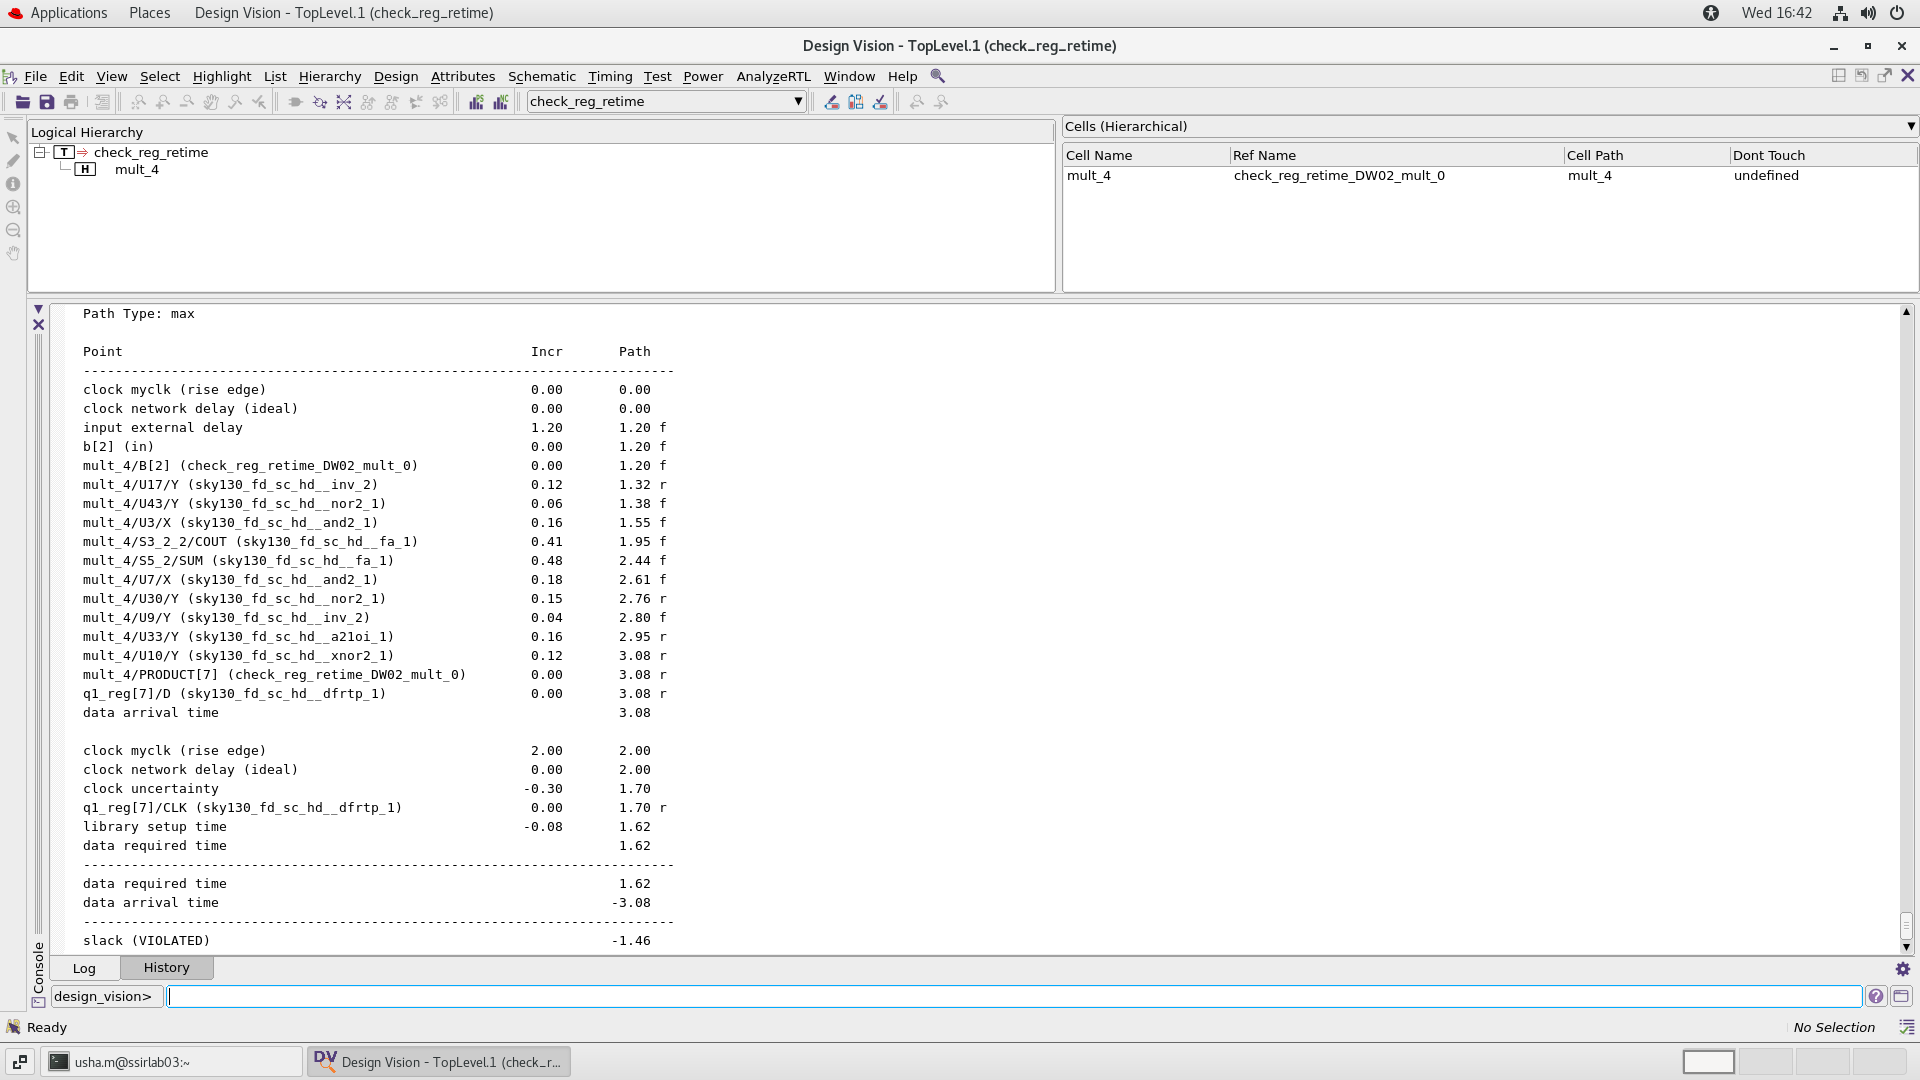 Applications Places Design Vision - TopLevel.1 (check_reg_retime) Wed 16:42
Design Vision - TopLevel.1 (check_reg_retime)
File Edit View Select Highlight List Hierarchy Design Attributes Schematic Timing Test Power AnalyzeRTL Window Help
check_reg_retime
Logical Hierarchy
T check_reg_retime
H mult_4
Cells (Hierarchical)
Cell Name Ref Name Cell Path Dont Touch
mult_4 check_reg_retime_DW02_mult_0 mult_4 undefined
Path Type: max
Point Incr Path
---------------------------------------------------------------------------
clock myclk (rise edge) 0.00 0.00
clock network delay (ideal) 0.00 0.00
input external delay 1.20 1.20 f
b[2] (in) 0.00 1.20 f
mult_4/B[2] (check_reg_retime_DW02_mult_0) 0.00 1.20 f
mult_4/U17/Y (sky130_fd_sc_hd__inv_2) 0.12 1.32 r
mult_4/U43/Y (sky130_fd_sc_hd__nor2_1) 0.06 1.38 f
mult_4/U3/X (sky130_fd_sc_hd__and2_1) 0.16 1.55 f
mult_4/S3_2_2/COUT (sky130_fd_sc_hd__fa_1) 0.41 1.95 f
mult_4/S5_2/SUM (sky130_fd_sc_hd__fa_1) 0.48 2.44 f
mult_4/U7/X (sky130_fd_sc_hd__and2_1) 0.18 2.61 f
mult_4/U30/Y (sky130_fd_sc_hd__nor2_1) 0.15 2.76 r
mult_4/U9/Y (sky130_fd_sc_hd__inv_2) 0.04 2.80 f
mult_4/U33/Y (sky130_fd_sc_hd__a21oi_1) 0.16 2.95 r
mult_4/U10/Y (sky130_fd_sc_hd__xnor2_1) 0.12 3.08 r
mult_4/PRODUCT[7] (check_reg_retime_DW02_mult_0) 0.00 3.08 r
q1_reg[7]/D (sky130_fd_sc_hd__dfrtp_1) 0.00 3.08 r
data arrival time 3.08
clock myclk (rise edge) 2.00 2.00
clock network delay (ideal) 0.00 2.00
clock uncertainty -0.30 1.70
q1_reg[7]/CLK (sky130_fd_sc_hd__dfrtp_1) 0.00 1.70 r
library setup time -0.08 1.62
data required time 1.62
---------------------------------------------------------------------------
data required time 1.62
data arrival time -3.08
---------------------------------------------------------------------------
slack (VIOLATED) -1.46
Console
Log History
design_vision>
Ready No Selection
usha.m@ssirlab03:~ DV Design Vision - TopLevel.1 (check_r...